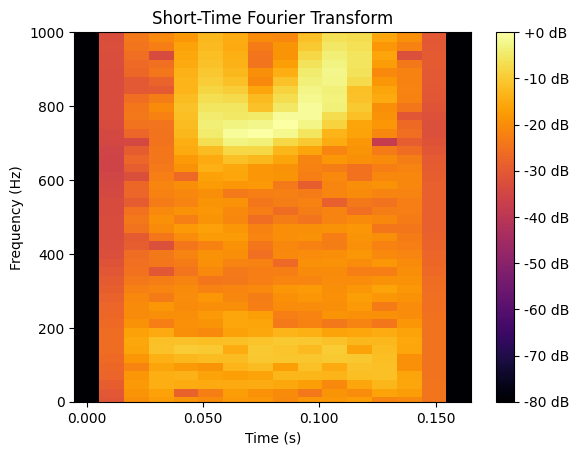 Short-Time Fourier Transform
1000
800
600
400
200
0
Frequency (Hz)
0.000
0.050
0.100
0.150
Time (s)
+0 dB
-10 dB
-20 dB
-30 dB
-40 dB
-50 dB
-60 dB
-70 dB
-80 dB